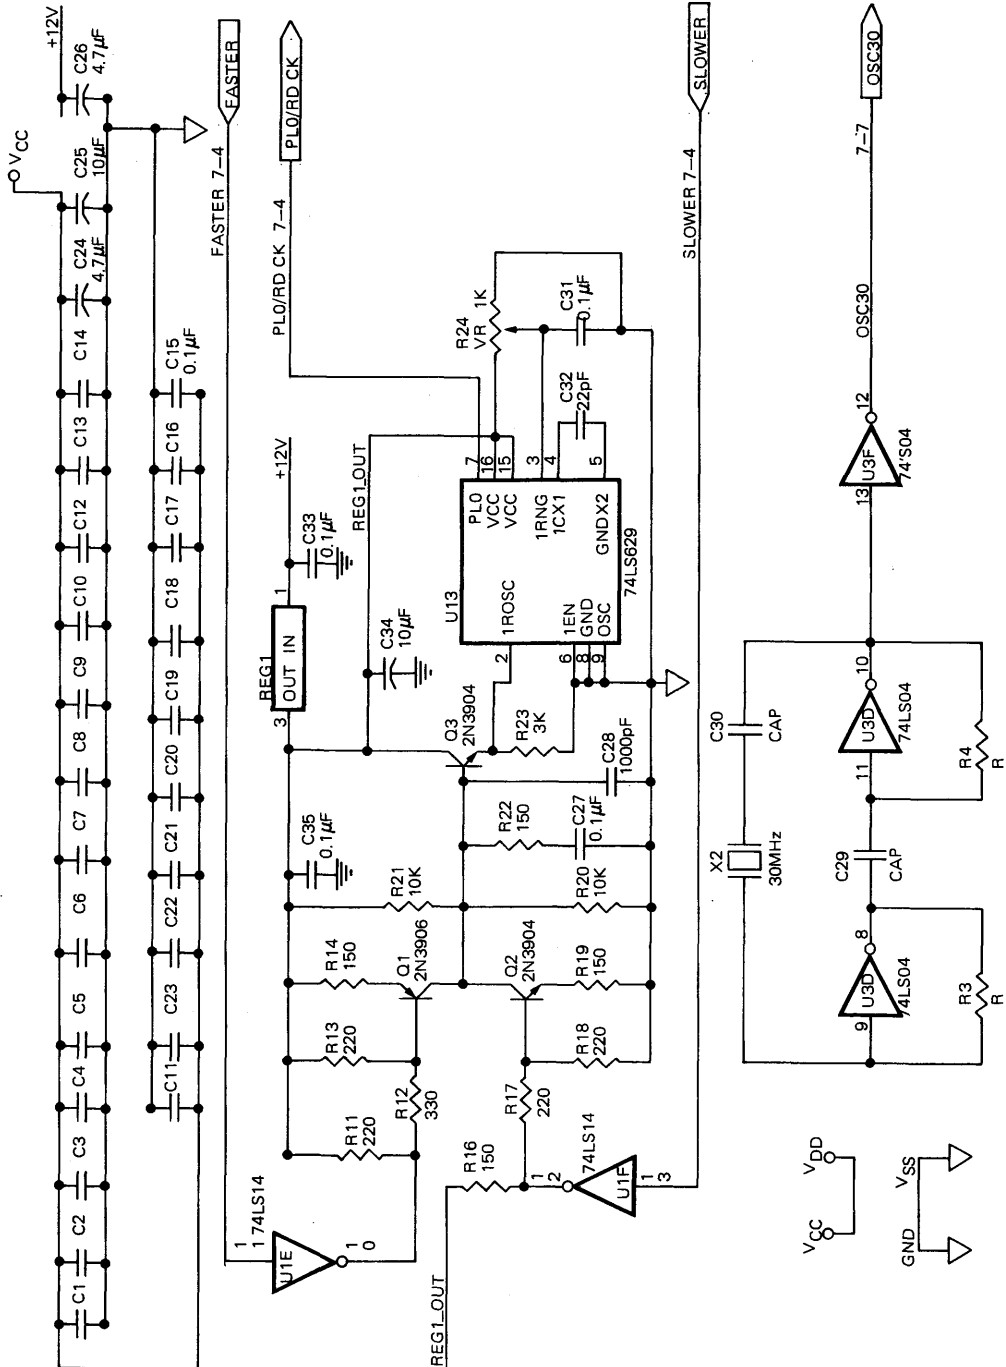 +12V
VCC
C26
4.7µF
C25
10µF
C24
4.7µF
C14
C13
C12
C10
C9
C8
C7
C6
C5
C4
C3
C2
C1
C15
0.1µF
C16
C17
C18
C19
C20
C21
C22
C23
C11
FASTER
FASTER 7–4
PL0/RD CK
PL0/RD CK 7–4
SLOWER
SLOWER 7–4
OSC30
7–7
OSC30
+12V
C33
0.1µF
1
REG1
OUT IN
3
REG1_OUT
C34
10µF
C35
0.1µF
R24
VR
1K
C31
0.1µF
C32
22pF
U13
74LS629
7
16
15
3
4
5
PL0
VCC
VCC
1RNG
1CX1
GNDX2
1ROSC
1EN
GND
OSC
2
6
8
9
Q3
2N3904
R23
3K
C28
1000pF
R22
150
C27
0.1µF
R21
10K
R20
10K
R14
150
Q1
2N3906
Q2
2N3904
R19
150
R13
220
R12
330
R18
220
R17
220
R11
220
R16
150
1
1
74LS14
U1E
1
0
1
2
74LS14
U1F
1
3
REG1_OUT
12
U3F
74'S04
13
C30
CAP
X2
30MHz
10
U3D
74LS04
11
R4
R
C29
CAP
8
U3D
74LS04
9
R3
R
VCC
VDD
GND
VSS